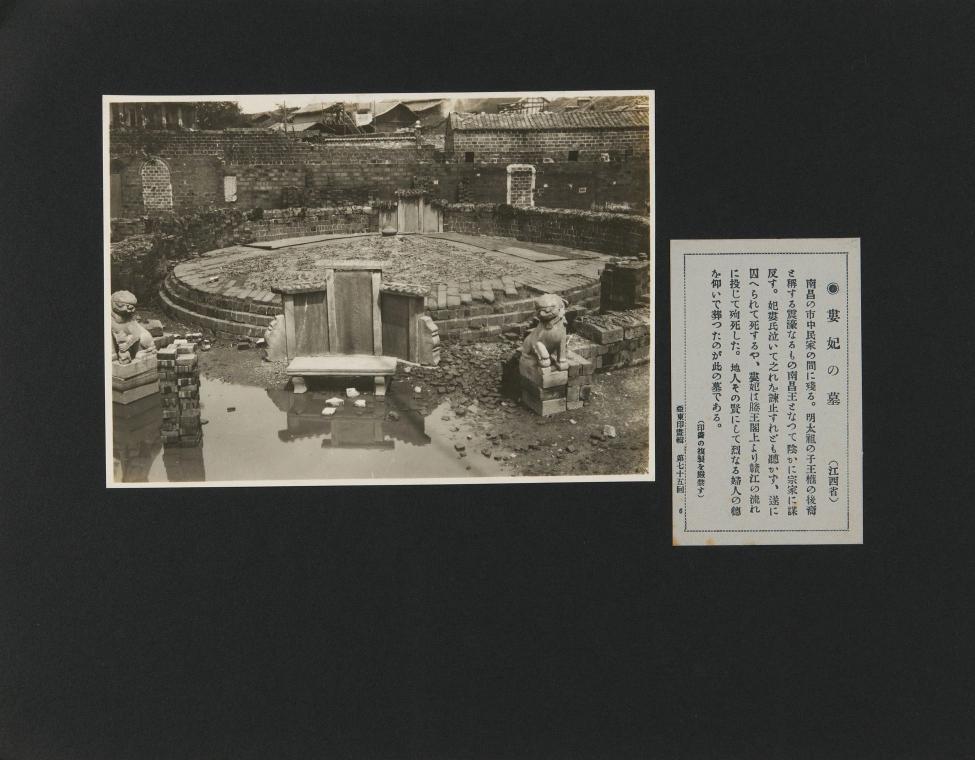 ◉婁妃の墓 (江西省)
南昌の市中民家の間に殘る。明太祖の子王權の後裔
と稱する震濠なるもの南昌王となつて陰かに宗家に謀
反す。妃婁氏泣いて之れを諫止すれども聽かず、遂に
囚へられて死するや、婁妃は滕王閣上より贛江の流れ
に投じて殉死した。地人その賢にして烈なる婦人の德
を仰いで葬つたのが此の墓である。
(印畵の複製を嚴禁す)
亞東印畵輯 第七十五回 6